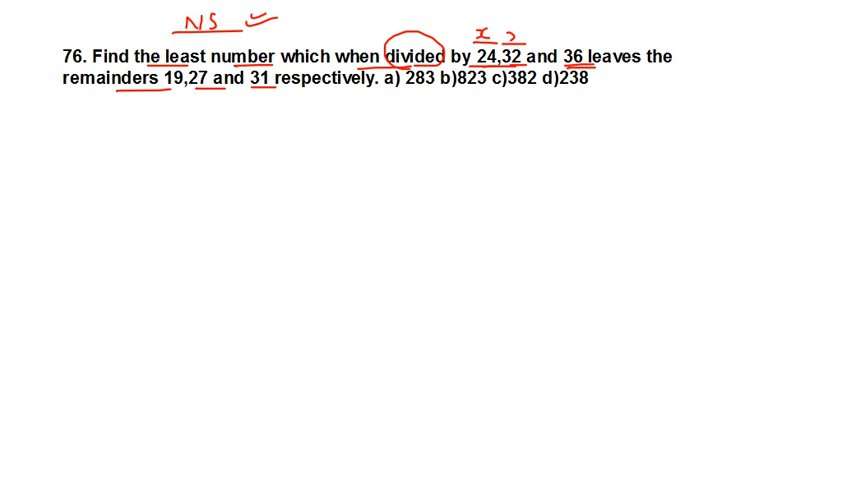 NS
x
76. Find the least number which when divided by 24,32 and 36 leaves the
remainders 19,27 and 31 respectively. a) 283 b)823 c)382 d)238